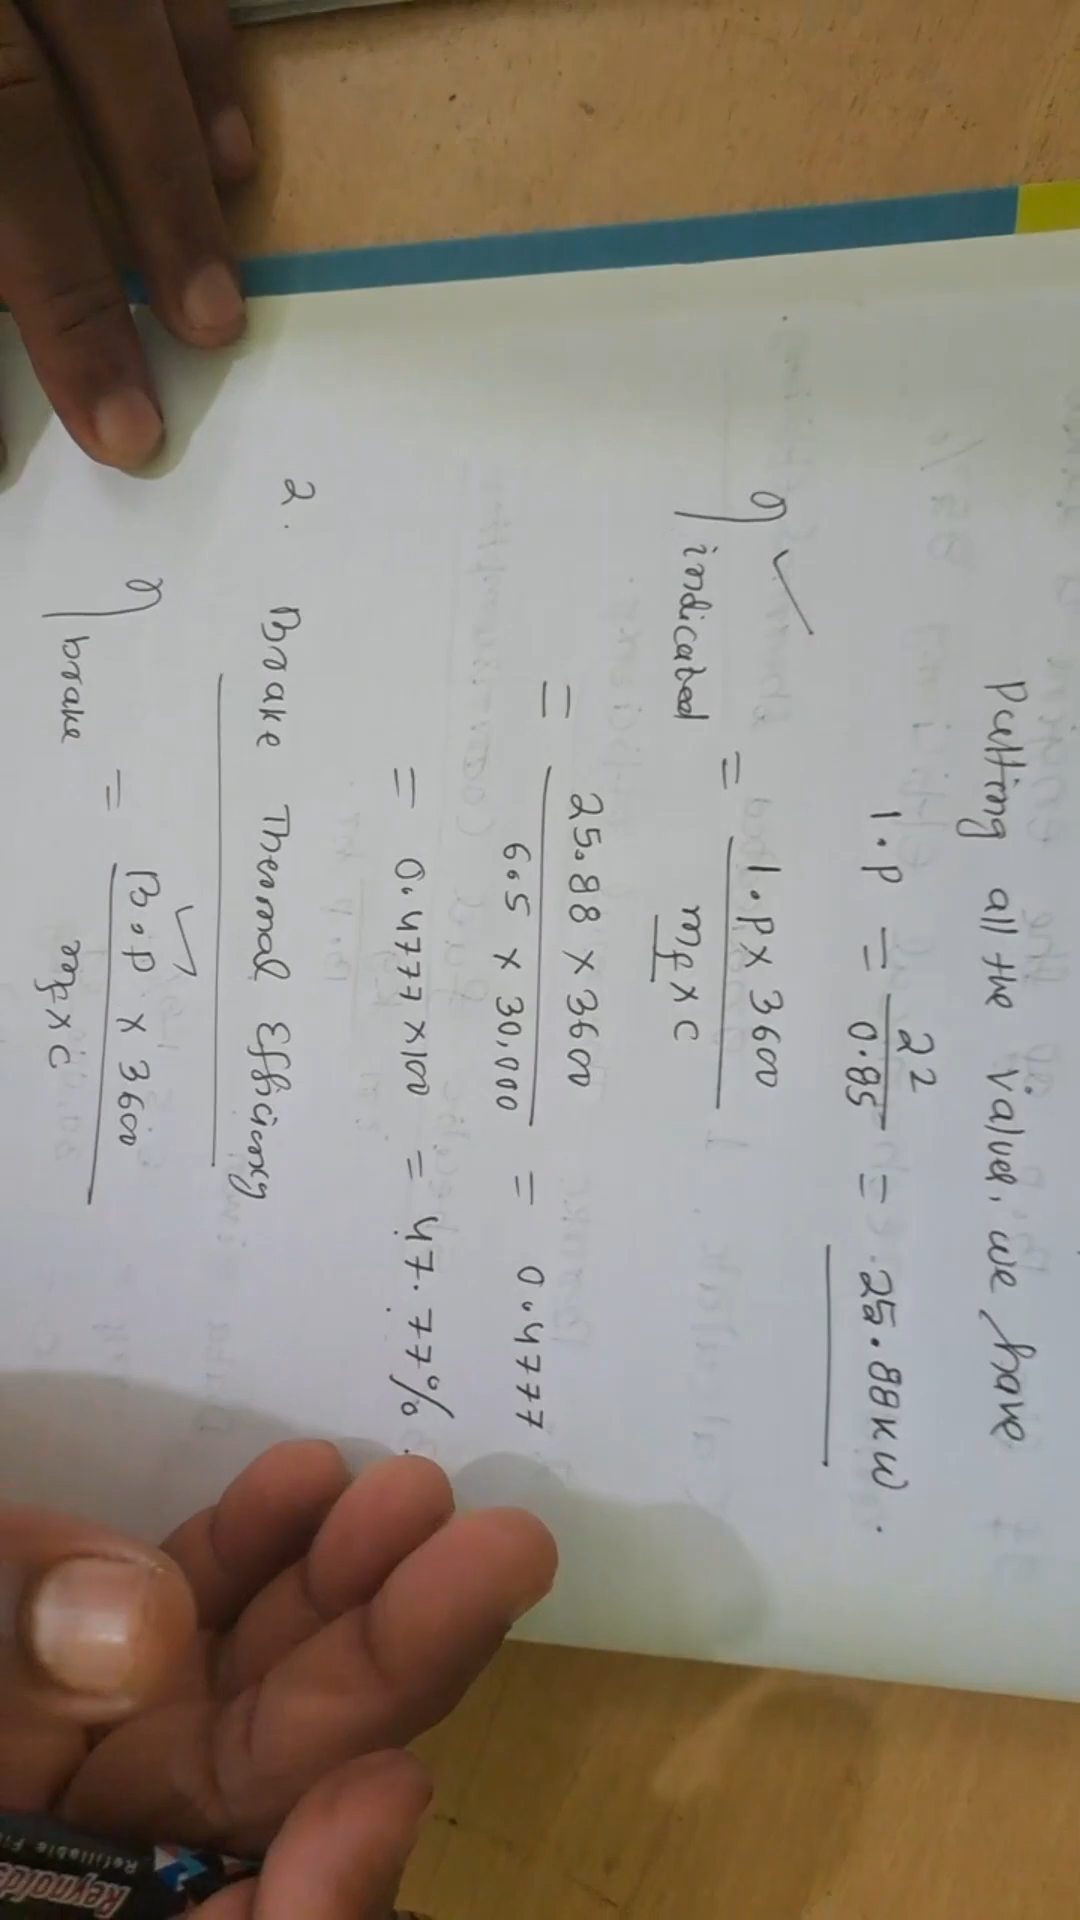 Putting all the values, we have
I.P = 22/0.85 = 25.88 KW.
η indicated = I.P x 3600 / mf x C
= 25.88 x 3600 / 6.5 x 30,000 = 0.4777
= 0.4777 x 100 = 47.77%.
2. Brake Thermal Efficiency
η brake = B.P x 3600 / mf x C
Reynolds
Refillable